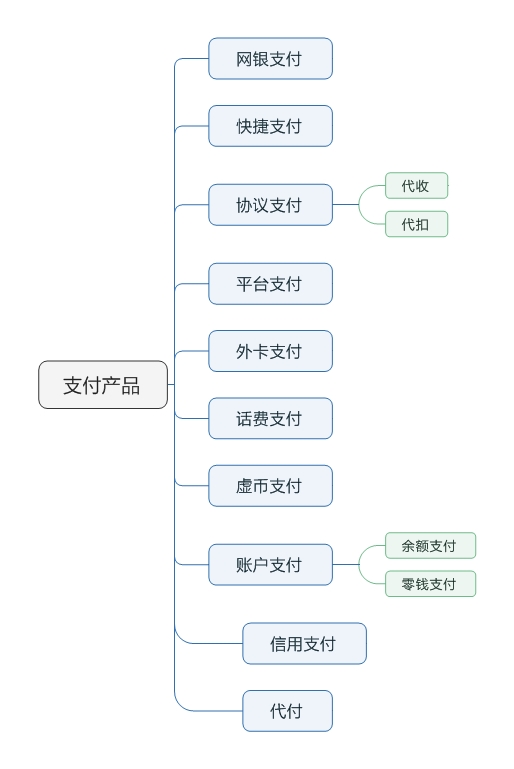 支付产品
网银支付
快捷支付
协议支付
代收
代扣
平台支付
外卡支付
话费支付
虚币支付
账户支付
余额支付
零钱支付
信用支付
代付